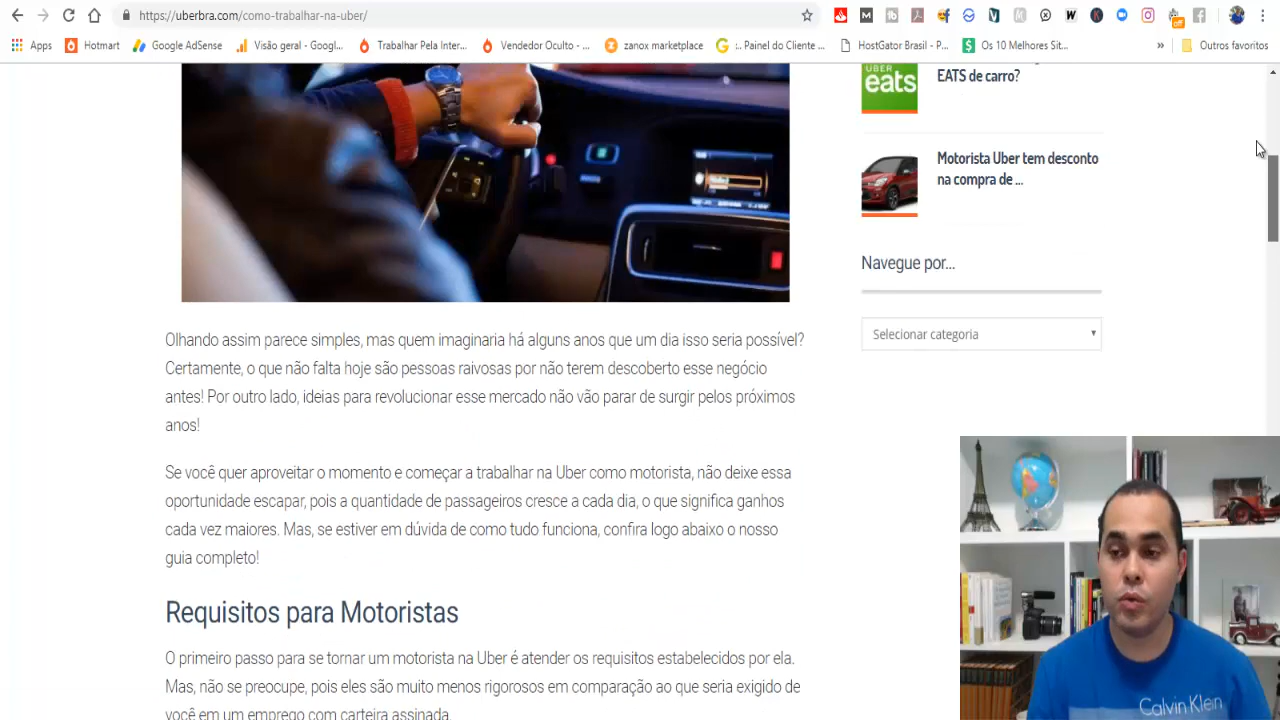 https://uberbra.com/como-trabalhar-na-uber/
Apps
Hotmart
Google AdSense
Visão geral - Googl...
Trabalhar Pela Inter...
Vendedor Oculto - ...
zanox marketplace
:. Painel do Cliente ...
HostGator Brasil - P...
Os 10 Melhores Sit...
»
Outros favoritos
UBER
eats
EATS de carro?
Motorista Uber tem desconto
na compra de ...
Navegue por...
Selecionar categoria
Olhando assim parece simples, mas quem imaginaria há alguns anos que um dia isso seria possível?
Certamente, o que não falta hoje são pessoas raivosas por não terem descoberto esse negócio
antes! Por outro lado, ideias para revolucionar esse mercado não vão parar de surgir pelos próximos
anos!
Se você quer aproveitar o momento e começar a trabalhar na Uber como motorista, não deixe essa
oportunidade escapar, pois a quantidade de passageiros cresce a cada dia, o que significa ganhos
cada vez maiores. Mas, se estiver em dúvida de como tudo funciona, confira logo abaixo o nosso
guia completo!
Requisitos para Motoristas
O primeiro passo para se tornar um motorista na Uber é atender os requisitos estabelecidos por ela.
Mas, não se preocupe, pois eles são muito menos rigorosos em comparação ao que seria exigido de
você em um emprego com carteira assinada.
Calvin Klein